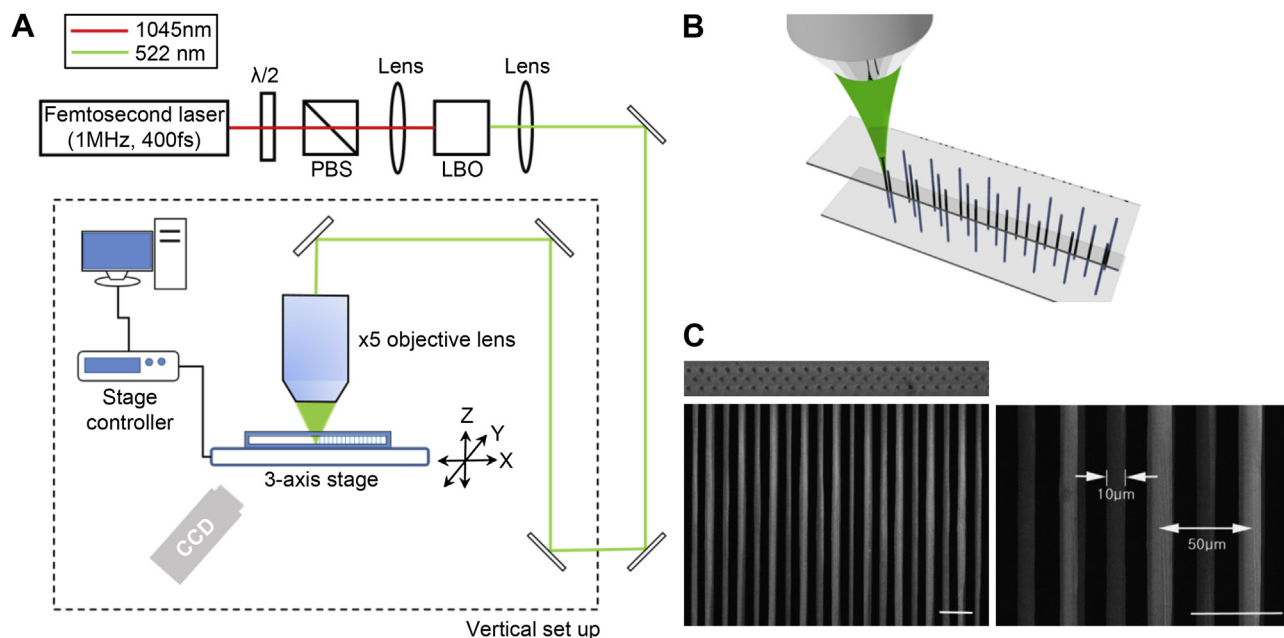 A
1045nm
522 nm
λ/2
Lens
Lens
Femtosecond laser
(1MHz, 400fs)
PBS
LBO
x5 objective lens
Stage
controller
Z
Y
X
3-axis stage
CCD
Vertical set up
B
C
10μm
50μm